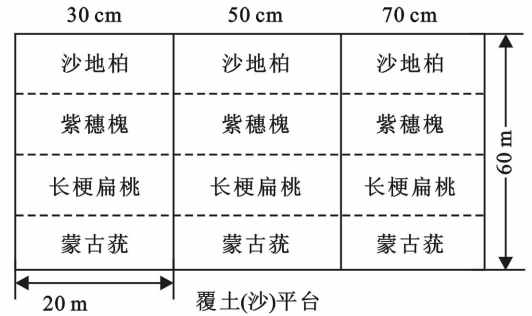 30 cm 50 cm 70 cm
沙地柏 沙地柏 沙地柏
紫穗槐 紫穗槐 紫穗槐
长梗扁桃 长梗扁桃 长梗扁桃
蒙古莸 蒙古莸 蒙古莸
60 m
20 m
覆土(沙)平台